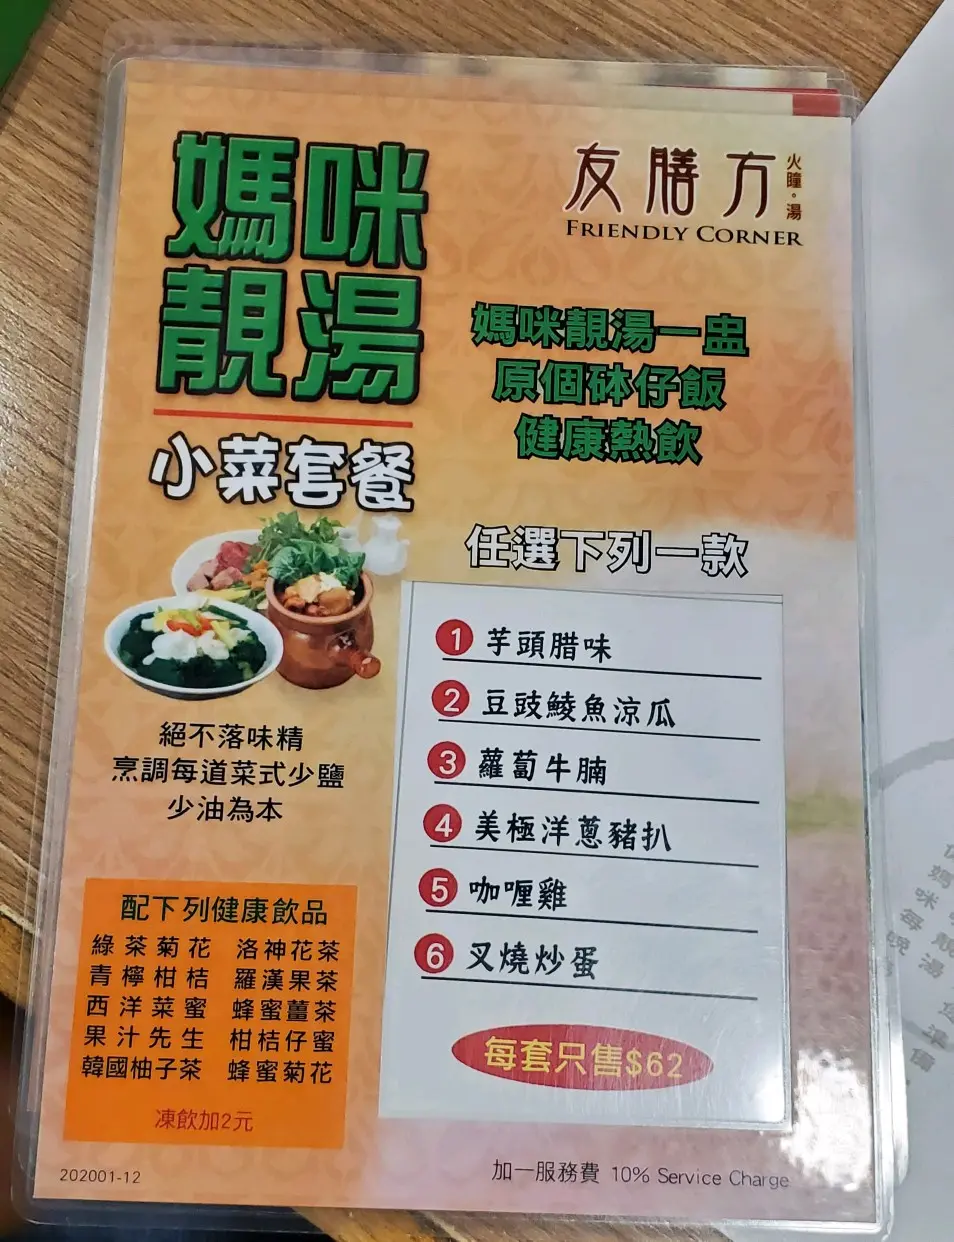 媽咪
靚湯
小菜套餐
友膳方
火瞳。湯
FRIENDLY CORNER
媽咪靚湯一盅
原個砵仔飯
健康熱飲
任選下列一款
1 芋頭腊味
2 豆豉鯪魚涼瓜
3 蘿蔔牛腩
4 美極洋蔥豬扒
5 咖喱雞
6 叉燒炒蛋
每套只售$62
絕不落味精
烹調每道菜式少鹽
少油為本
配下列健康飲品
綠茶菊花 洛神花茶
青檸柑桔 羅漢果茶
西洋菜蜜 蜂蜜薑茶
果汁先生 柑桔仔蜜
韓國柚子茶 蜂蜜菊花
凍飲加2元
202001-12
加一服務費 10% Service Charge